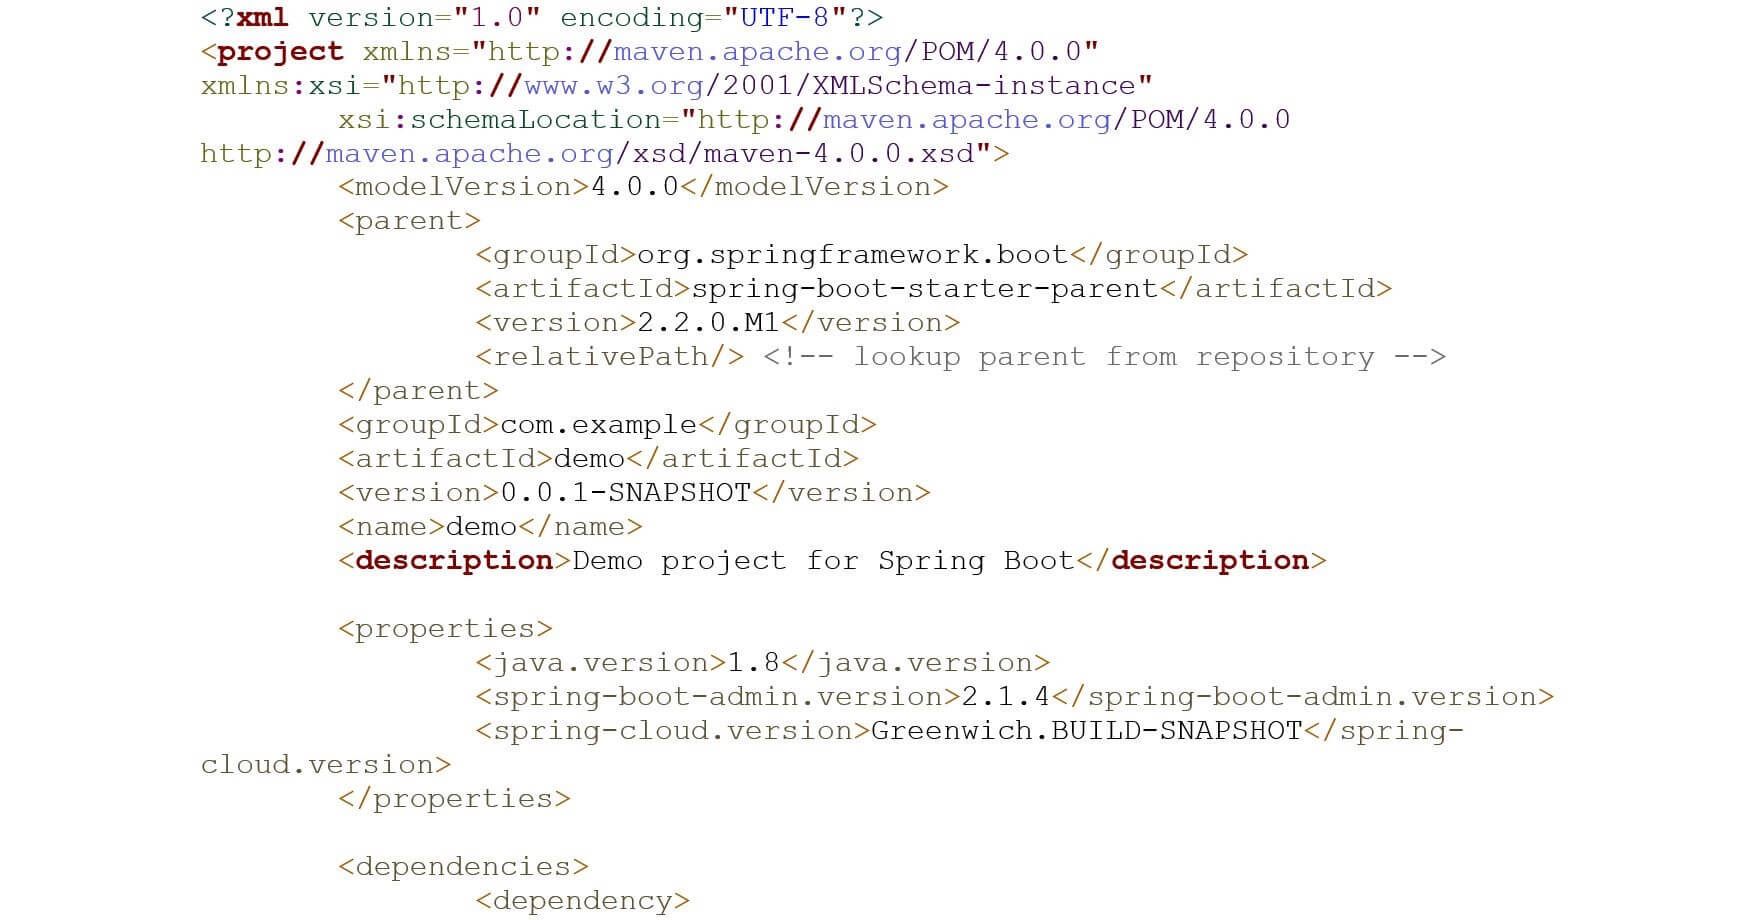 <?xml version="1.0" encoding="UTF-8"?>
<project xmlns="http://maven.apache.org/POM/4.0.0"
xmlns:xsi="http://www.w3.org/2001/XMLSchema-instance"
xsi:schemaLocation="http://maven.apache.org/POM/4.0.0
http://maven.apache.org/xsd/maven-4.0.0.xsd">
<modelVersion>4.0.0</modelVersion>
<parent>
<groupId>org.springframework.boot</groupId>
<artifactId>spring-boot-starter-parent</artifactId>
<version>2.2.0.M1</version>
<relativePath/> <!-- lookup parent from repository -->
</parent>
<groupId>com.example</groupId>
<artifactId>demo</artifactId>
<version>0.0.1-SNAPSHOT</version>
<name>demo</name>
<description>Demo project for Spring Boot</description>
<properties>
<java.version>1.8</java.version>
<spring-boot-admin.version>2.1.4</spring-boot-admin.version>
<spring-cloud.version>Greenwich.BUILD-SNAPSHOT</spring-
cloud.version>
</properties>
<dependencies>
<dependency>